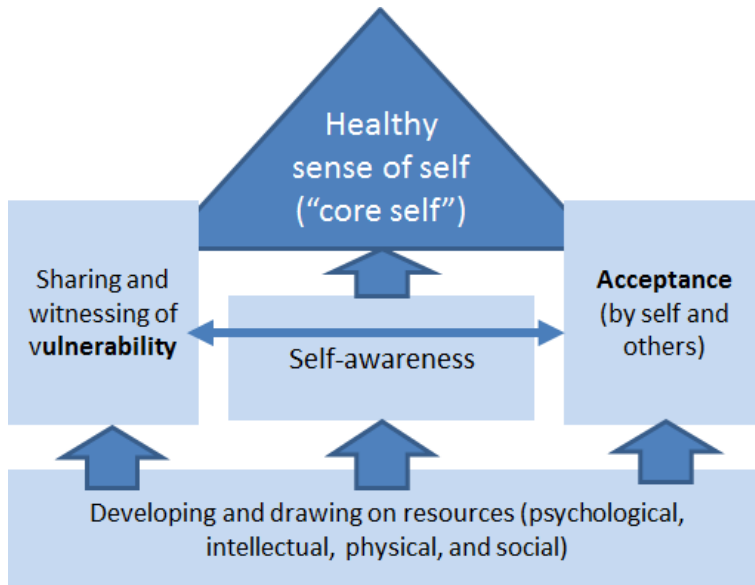 Healthy
sense of self
(“core self”)
Sharing and
witnessing of
vulnerability
Self-awareness
Acceptance
(by self and
others)
Developing and drawing on resources (psychological,
intellectual, physical, and social)